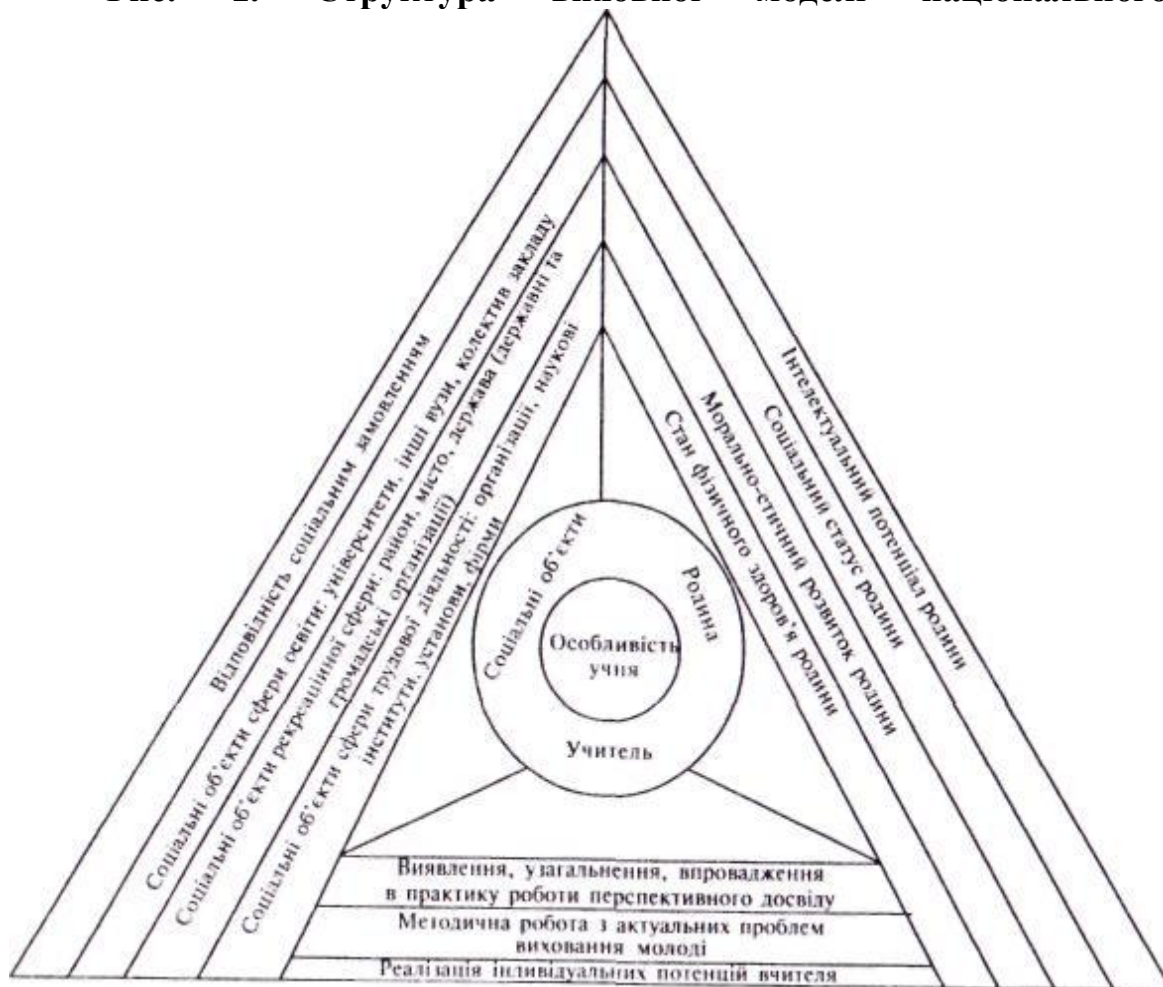 Рис. 2. Структура виховної моделі національного
Відповідність соціальним замовленням
Соціальні об'єкти сфери освіти: університети, інші вузи, колектив закладу
Соціальні об'єкти рекреаційної сфери: район, місто, держава (державні та
громадські організації)
Соціальні об'єкти сфери трудової діяльності: організації, наукові
інститути, установи, фірми
Інтелектуальний потенціал родини
Соціальний статус родини
Морально-стичний розвиток родини
Стан фізичного здоров'я родини
Соціальні об'єкти
Родина
Учитель
Особливість
учня
Виявлення, узагальнення, впровадження
в практику роботи перспективного досвіду
Методична робота з актуальних проблем
виховання молоді
Реалізація індивідуальних потенцій вчителя